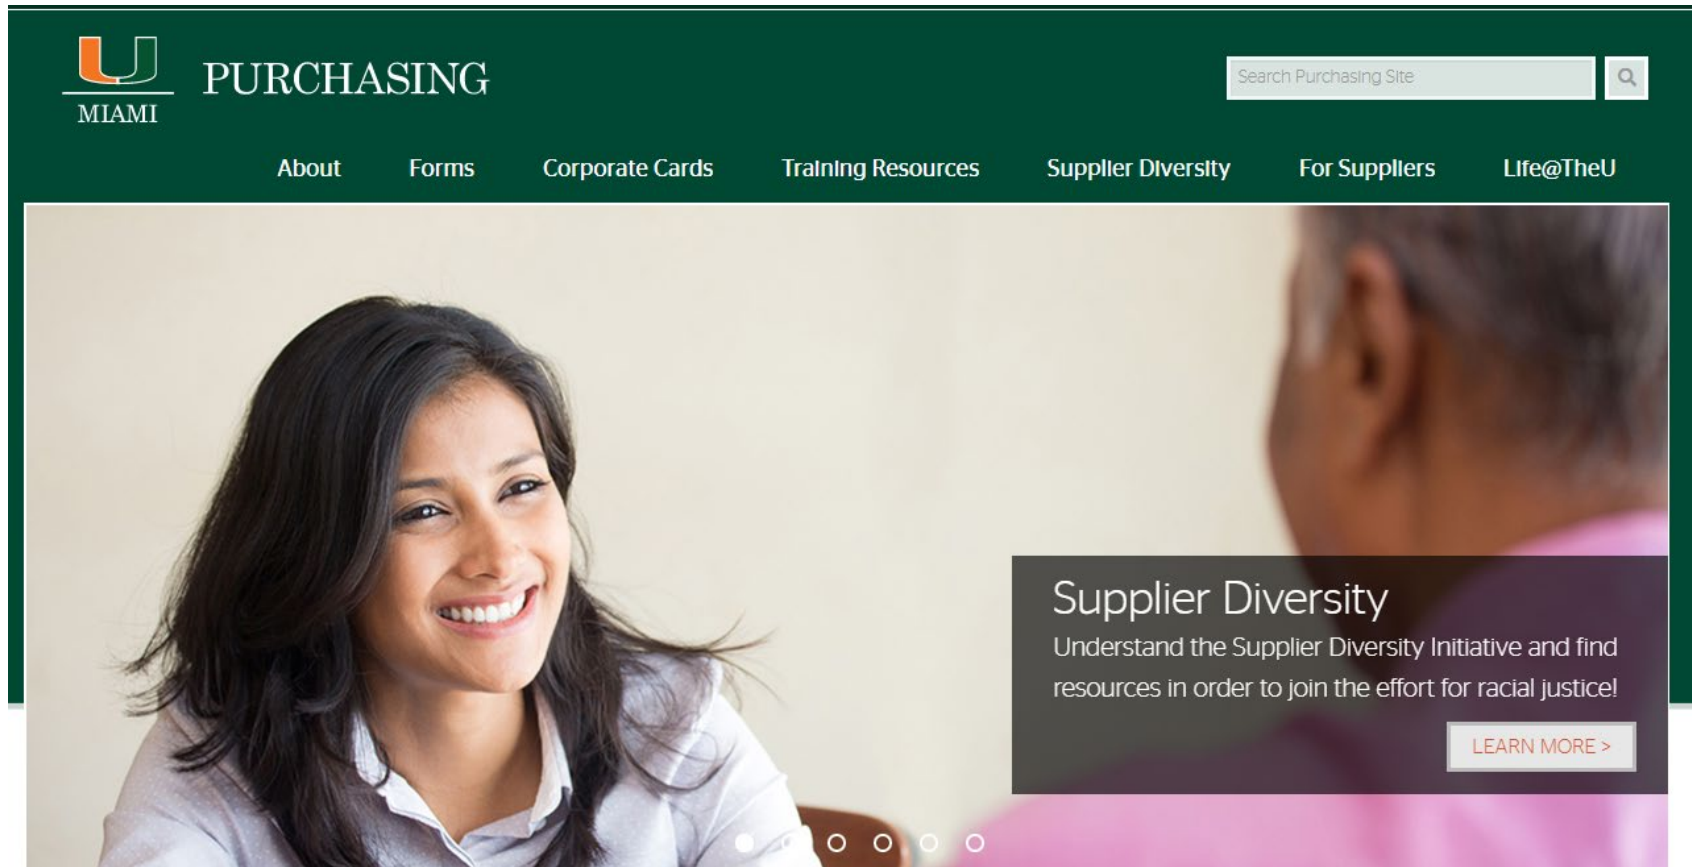 MIAMI
PURCHASING
Search Purchasing Site
About Forms Corporate Cards Training Resources Supplier Diversity For Suppliers Life@TheU
Supplier Diversity
Understand the Supplier Diversity Initiative and find
resources in order to join the effort for racial justice!
LEARN MORE >